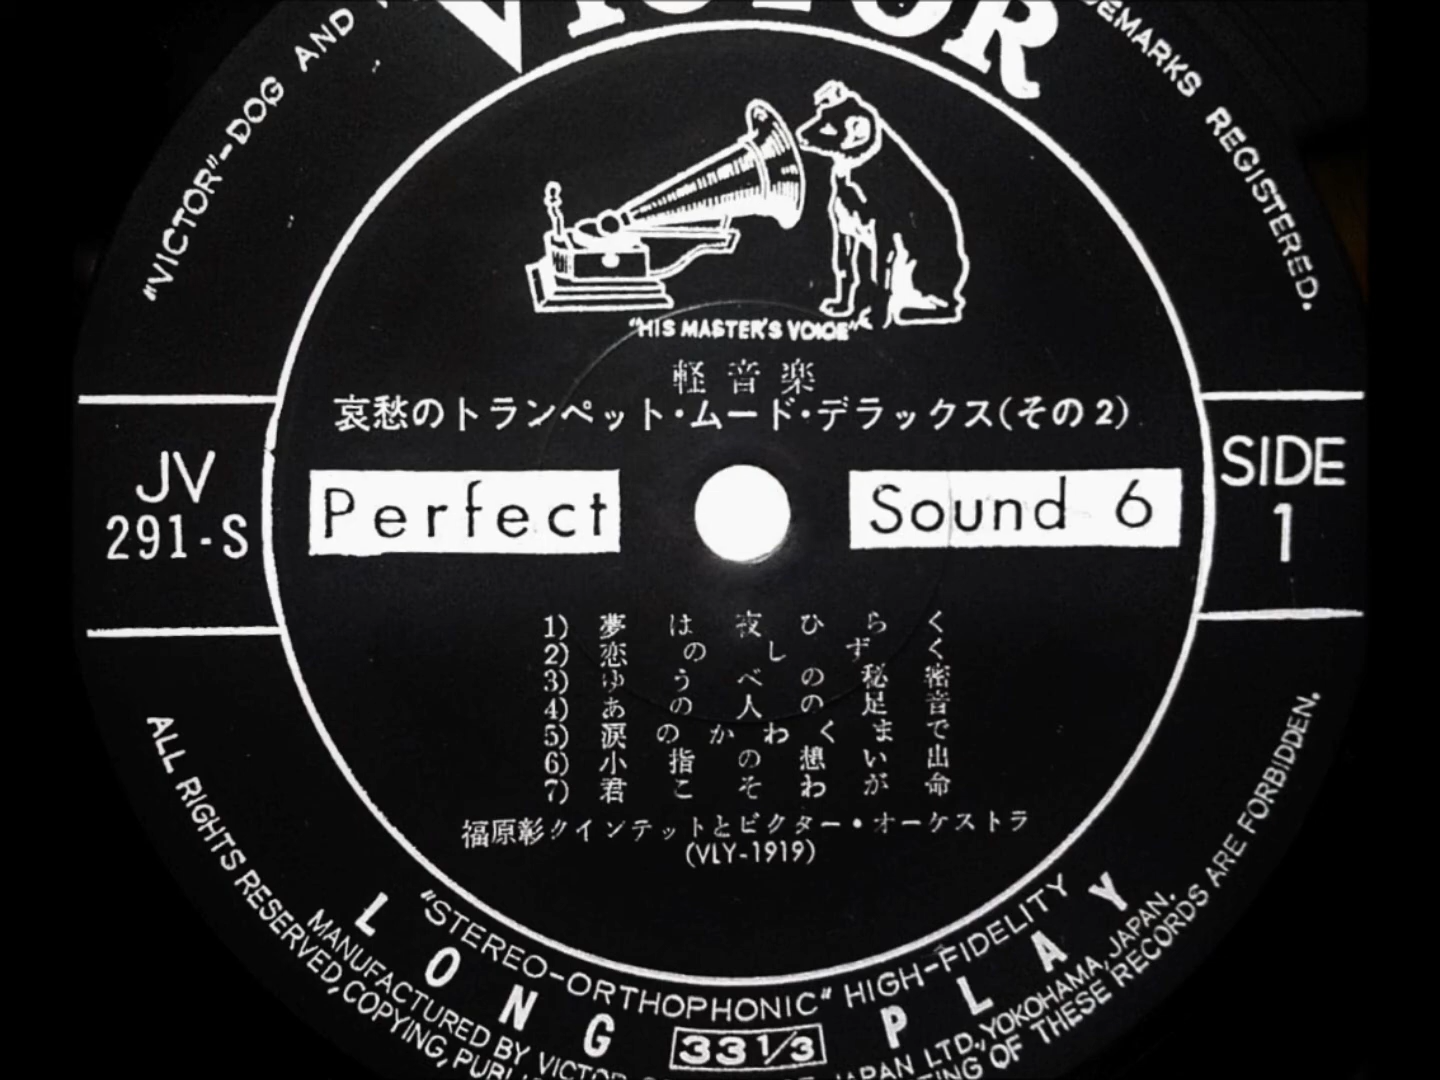 VICTOR
"VICTOR"-DOG AND
DEMARKS REGISTERED.
"HIS MASTER'S VOICE"
軽音楽
哀愁のトランペット・ムード・デラックス(その2)
JV
291-S
Perfect Sound 6
SIDE
1
1) 夢は夜ひらく
2) 恋のしずく
3) ゆうべの秘密
4) あの人の足音
5) 涙のかわくまで
6) 小指の想い出
7) 君こそわが命
福原彰クインテットとビクター・オーケストラ
(VLY-1919)
"STEREO-ORTHOPHONIC" HIGH-FIDELITY
LONG PLAY
33 1/3
MANUFACTURED BY VICTOR JAPAN LTD., YOKOHAMA, JAPAN.
ALL RIGHTS RESERVED, COPYING, PUBLI TING OF THESE RECORDS ARE FORBIDDEN.